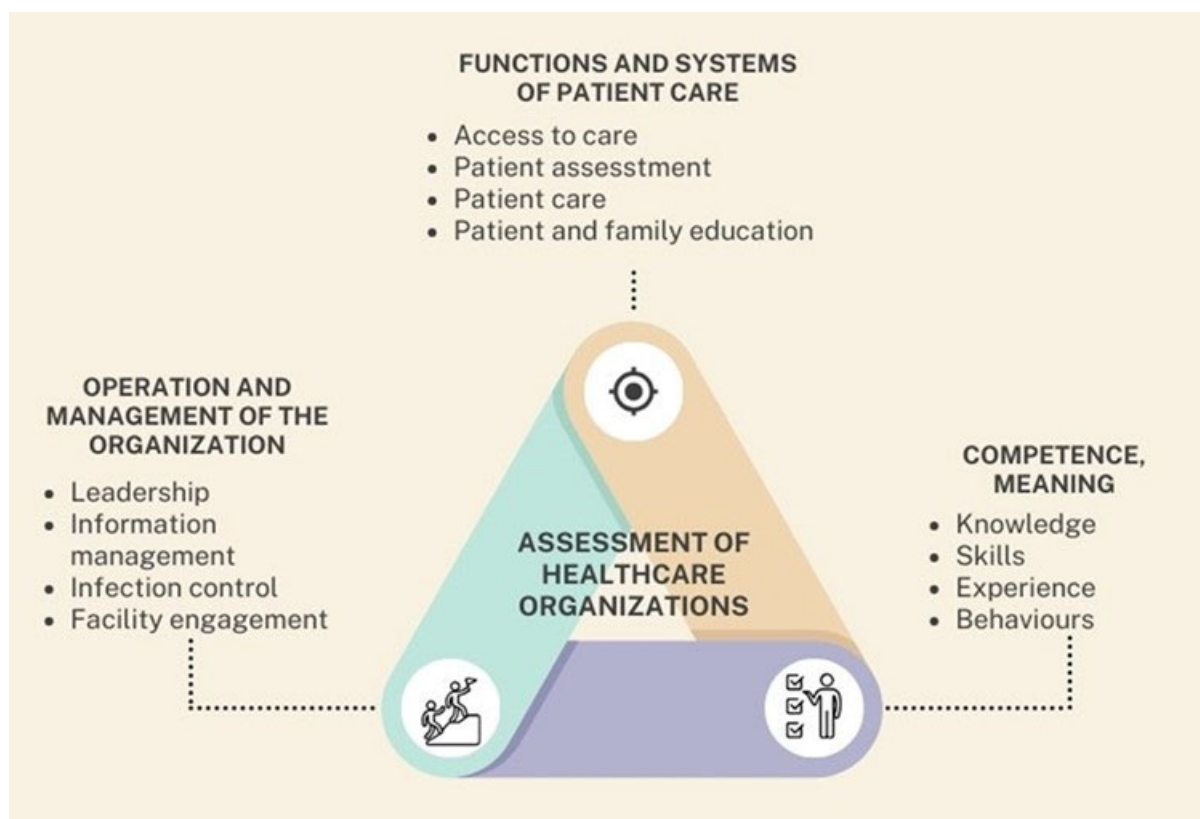 FUNCTIONS AND SYSTEMS
OF PATIENT CARE
• Access to care
• Patient assesstment
• Patient care
• Patient and family education
OPERATION AND
MANAGEMENT OF THE
ORGANIZATION
• Leadership
• Information
management
• Infection control
• Facility engagement
COMPETENCE,
MEANING
• Knowledge
• Skills
• Experience
• Behaviours
ASSESSMENT OF
HEALTHCARE
ORGANIZATIONS